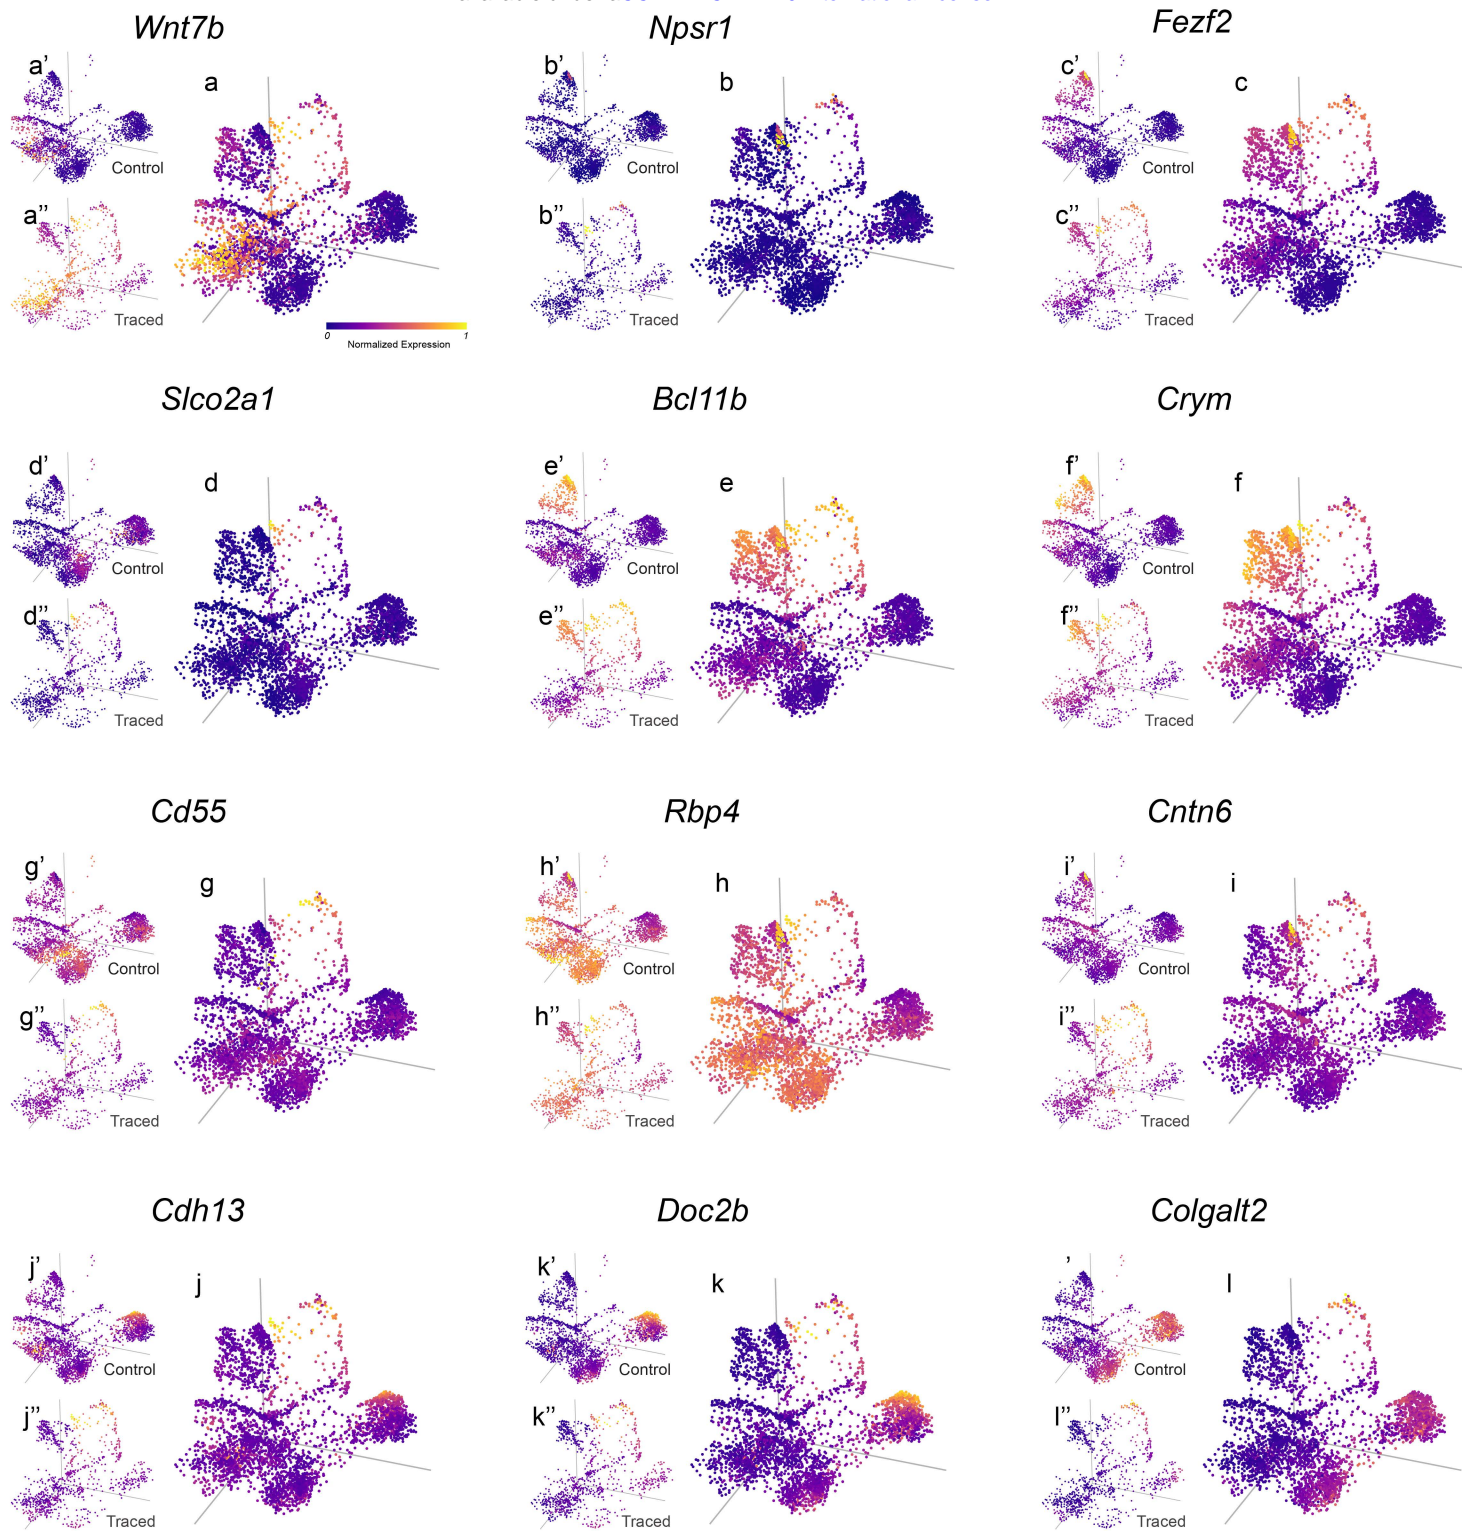 Wnt7b
Npsr1
Fezf2
a’
a
Control
a’’
Traced
0
1
Normalized Expression
b’
b
Control
b’’
Traced
c’
c
Control
c’’
Traced
Slco2a1
Bcl11b
Crym
d’
d
Control
d’’
Traced
e’
e
Control
e’’
Traced
f’
f
Control
f’’
Traced
Cd55
Rbp4
Cntn6
g’
g
Control
g’’
Traced
h’
h
Control
h’’
Traced
i’
i
Control
i’’
Traced
Cdh13
Doc2b
Colgalt2
j’
j
Control
j’’
Traced
k’
k
Control
k’’
Traced
’
l
Control
l’’
Traced